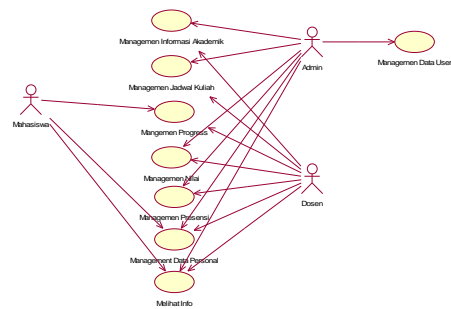 Managemen Informasi Akademik
Admin
Managemen Data User
Managemen Jadwal Kuliah
Mahasiswa
Mangemen Progress
Managemen Nilai
Dosen
Managemen Presensi
Management Data Personal
Melihat Info